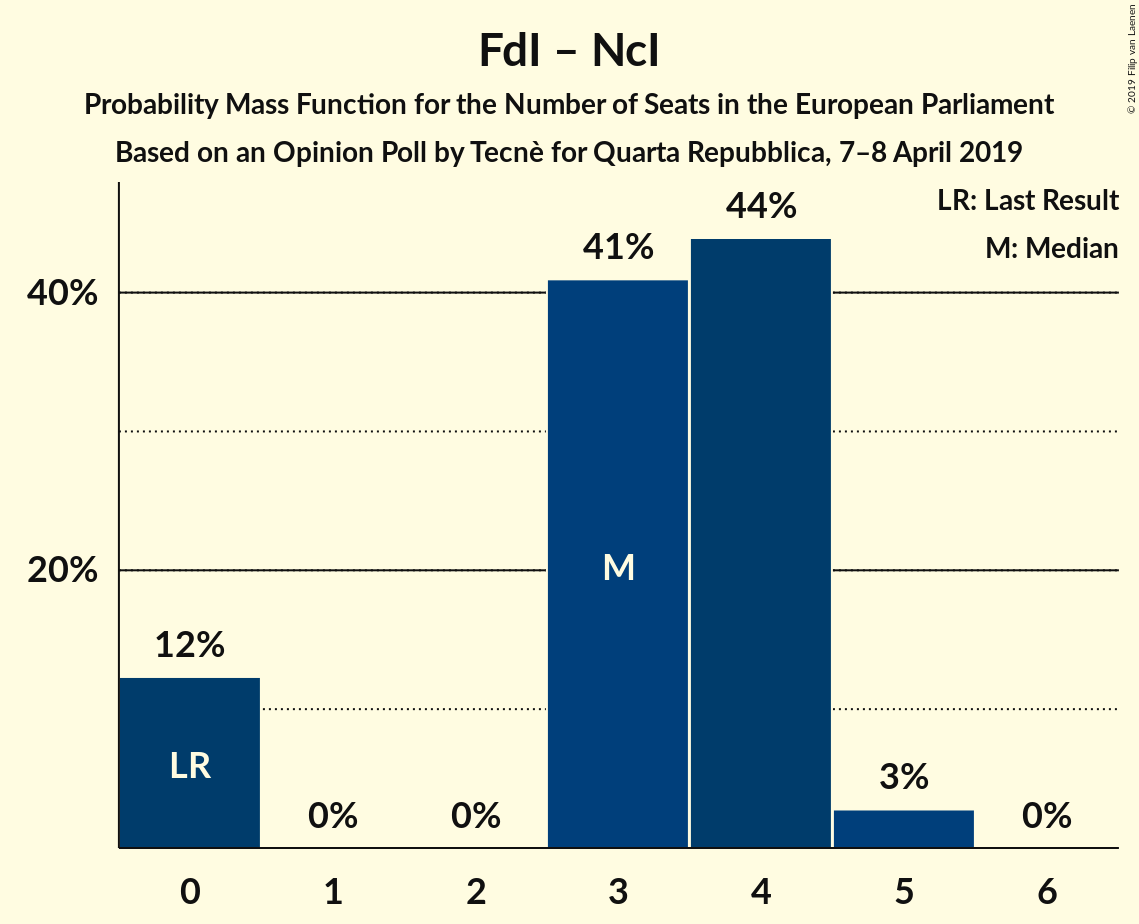 FdI – NcI
Probability Mass Function for the Number of Seats in the European Parliament
Based on an Opinion Poll by Tecnè for Quarta Repubblica, 7–8 April 2019
© 2019 Filip van Laenen
LR: Last Result
M: Median
44%
41%
40%
M
20%
12%
LR
0%
0%
3%
0%
0
1
2
3
4
5
6